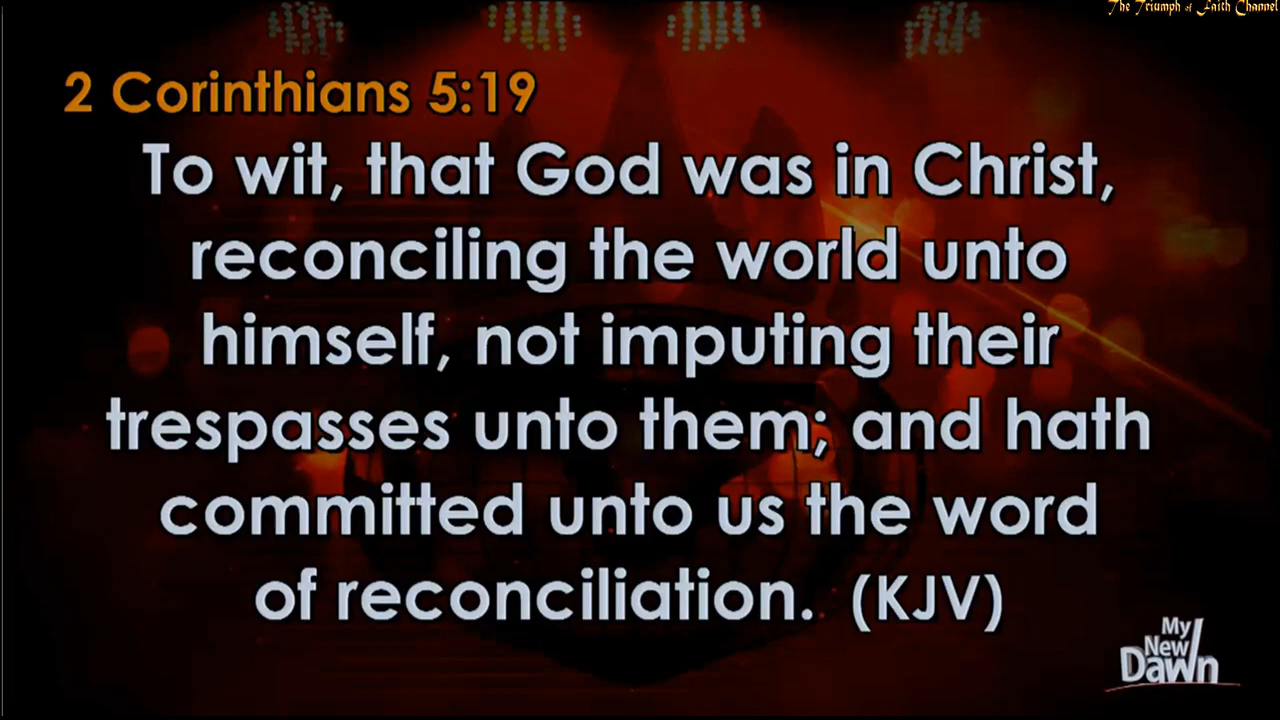 The Triumph of Faith Channel
2 Corinthians 5:19
To wit, that God was in Christ,
reconciling the world unto
himself, not imputing their
trespasses unto them; and hath
committed unto us the word
of reconciliation. (KJV)
My
New
Dawn